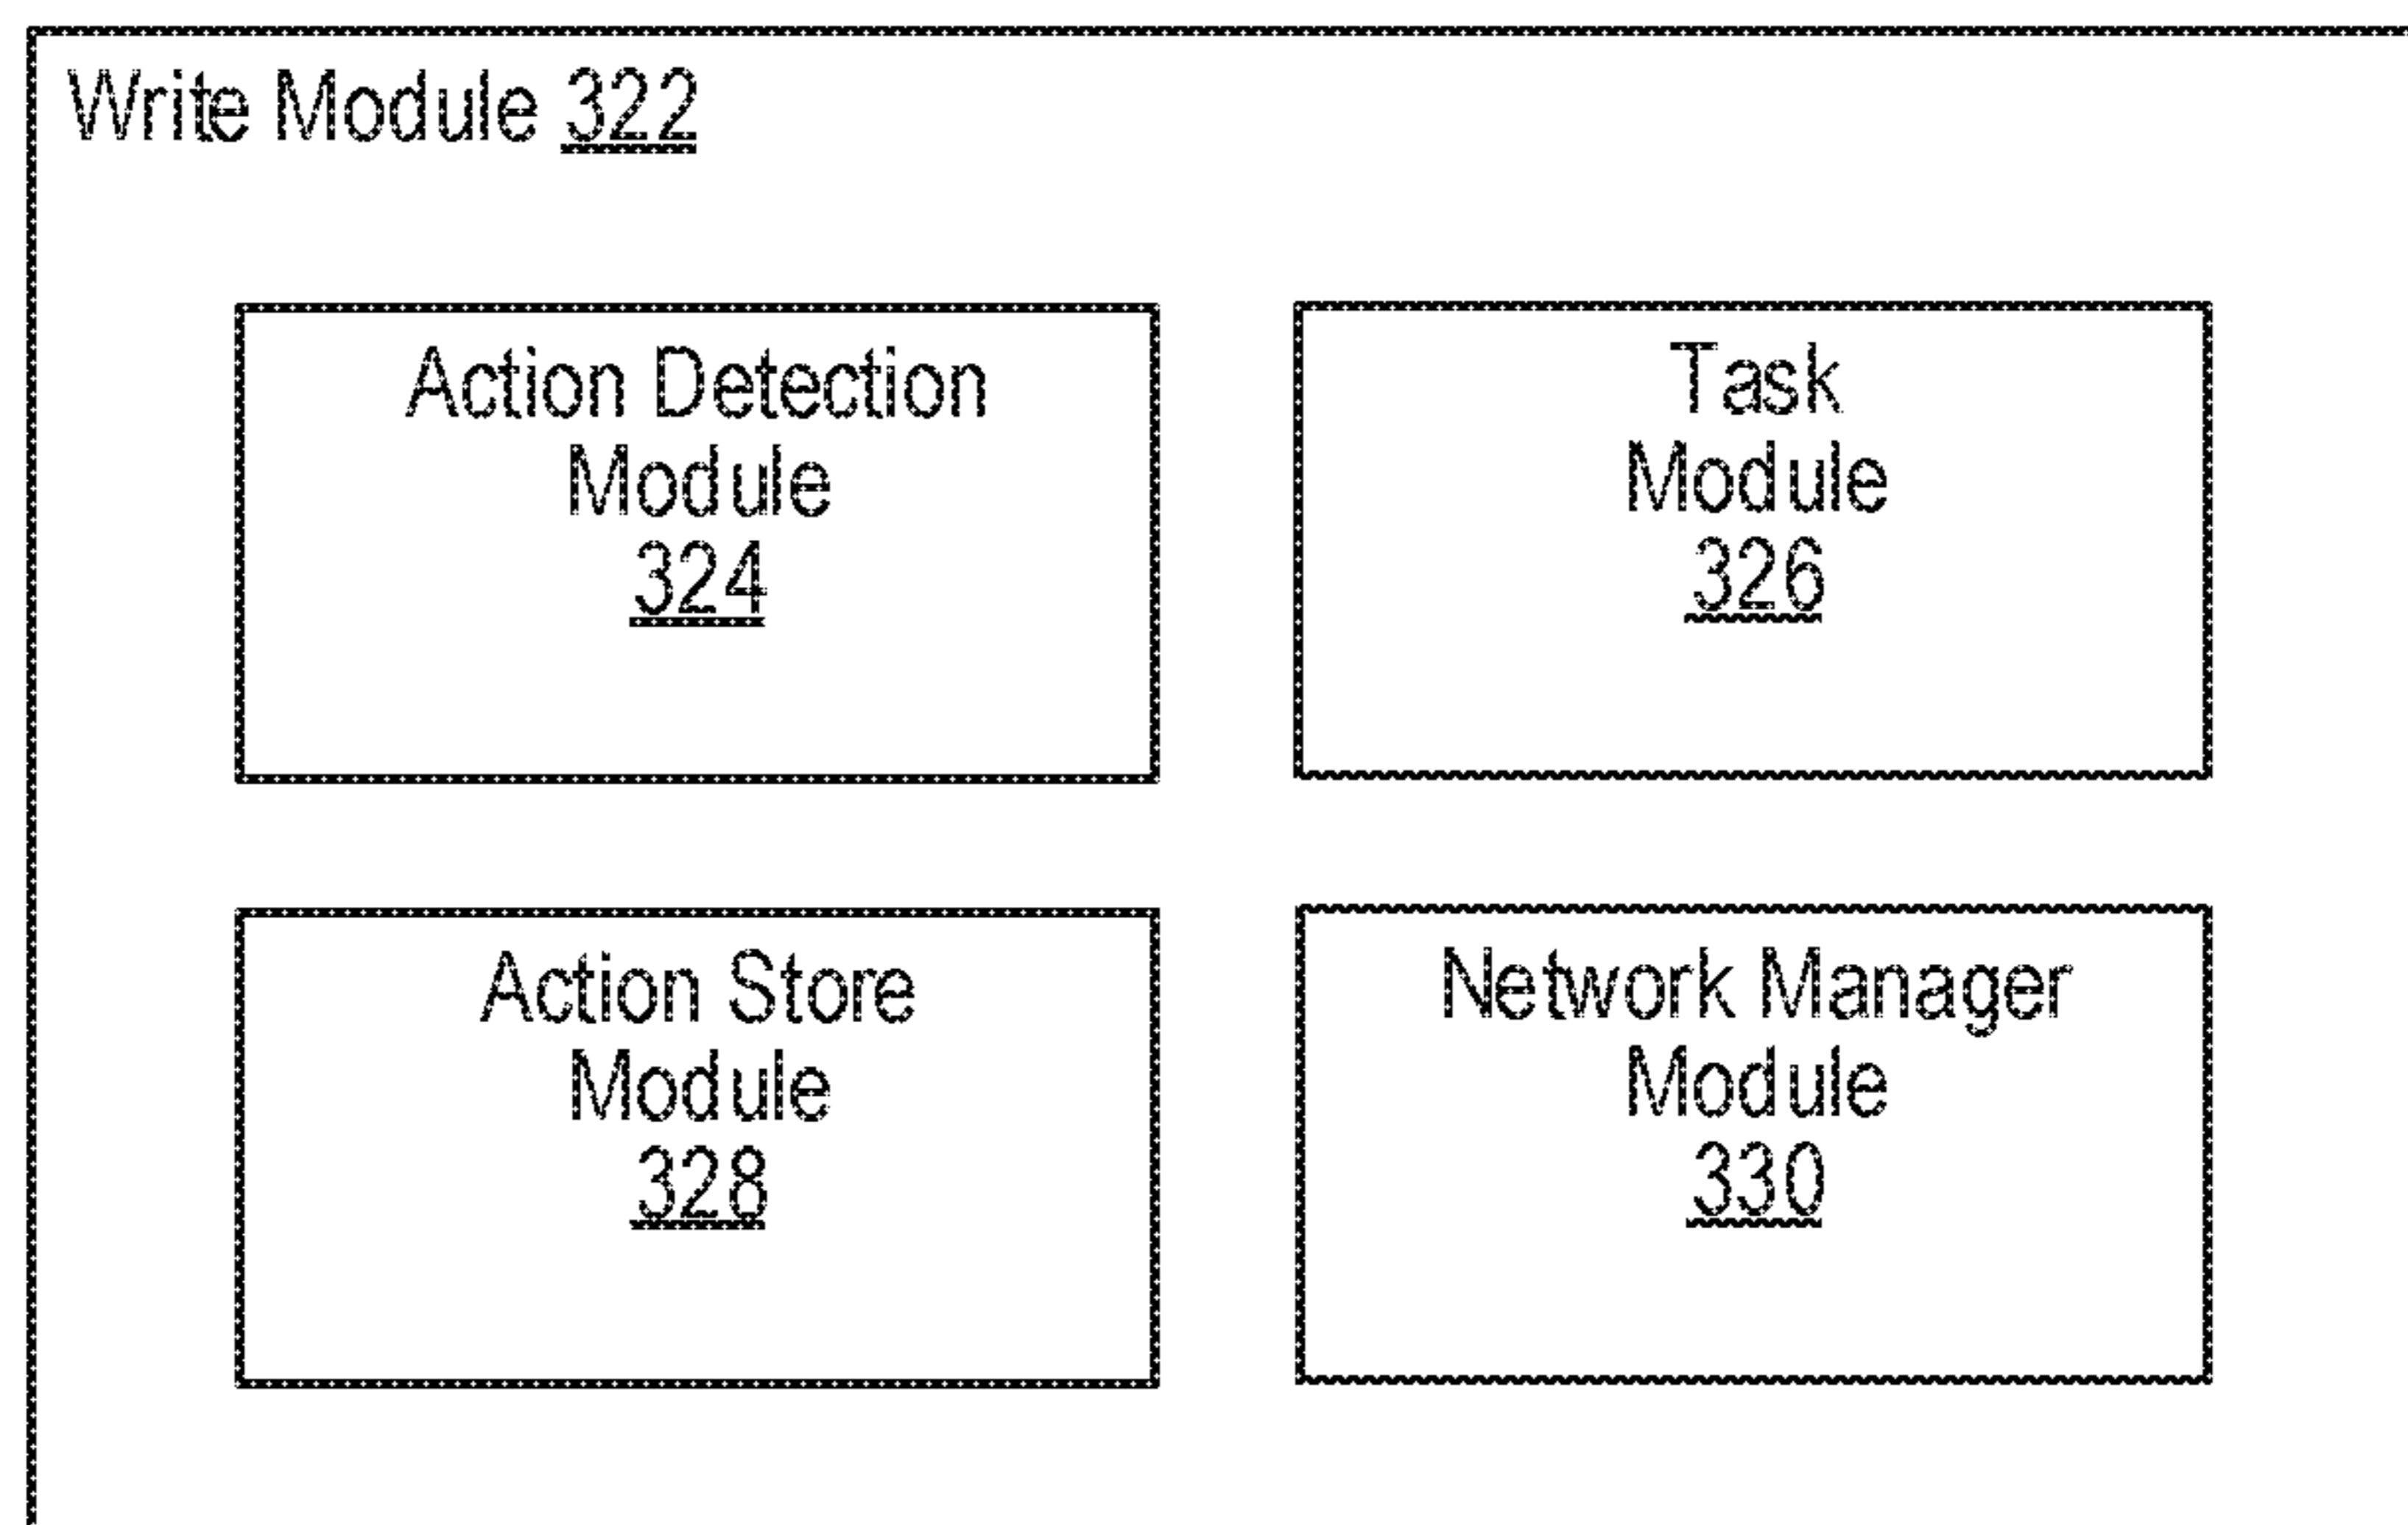 Write Module 322
Action Detection
Module
324
Task
Module
326
Action Store
Module
328
Network Manager
Module
330